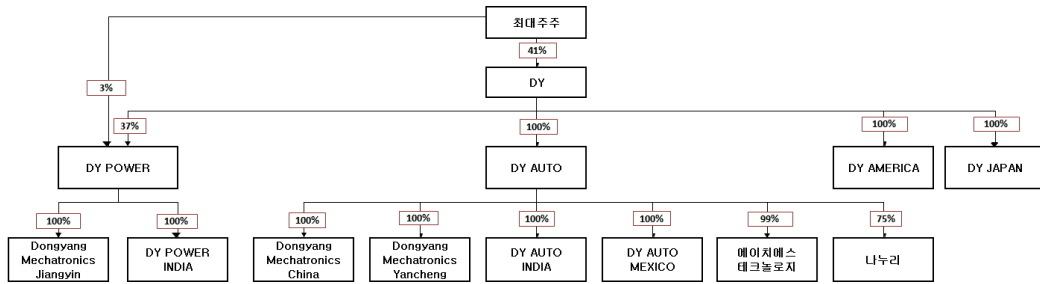 최대주주
41%
3%
DY
37%
100%
100%
100%
DY POWER
DY AUTO
DY AMERICA
DY JAPAN
100%
100%
100%
100%
100%
100%
99%
75%
Dongyang
Mechatronics
Jiangyin
DY POWER
INDIA
Dongyang
Mechatronics
China
Dongyang
Mechatronics
Yancheng
DY AUTO
INDIA
DY AUTO
MEXICO
에이치에스
테크놀로지
나누리